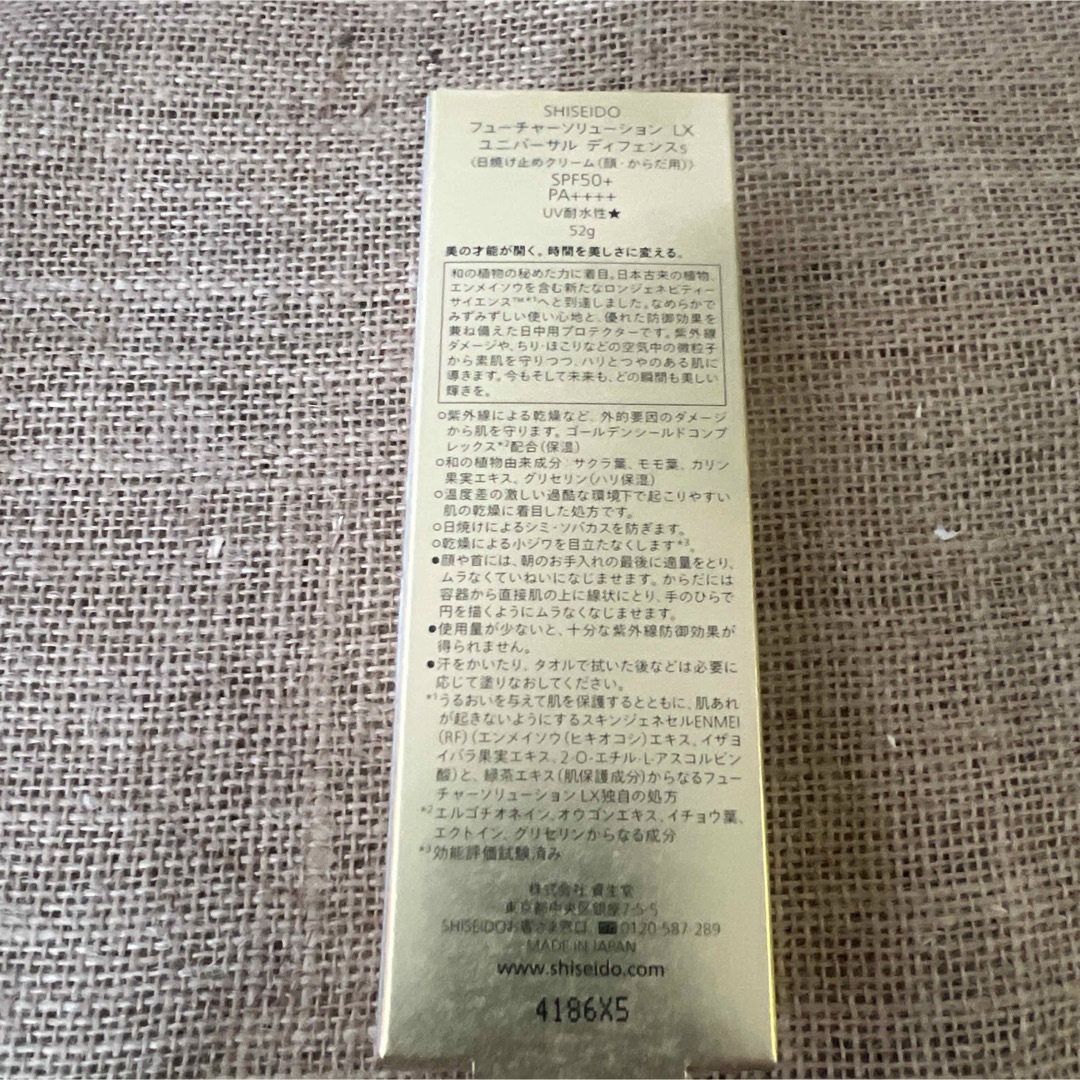 SHISEIDO
フューチャーソリューション LX
ユニバーサル ディフェンスs
〈日焼け止めクリーム(顔・からだ用)〉
SPF50+
PA++++
UV耐水性★
52g
美の才能が開く。時間を美しさに変える。
和の植物の秘めた力に着目。日本古来の植物、
エンメイソウを含む新たなロンジェネビティー
サイエンス™*1へと到達しました。なめらかで
みずみずしい使い心地と、優れた防御効果を
兼ね備えた日中用プロテクターです。紫外線
ダメージや、ちり・ほこりなどの空気中の微粒子
から素肌を守りつつ、ハリとつやのある肌に
導きます。今もそして未来も、どの瞬間も美しい
輝きを。
○紫外線による乾燥など、外的要因のダメージ
から肌を守ります。ゴールデンシールドコンプ
レックス*2配合(保湿)
○和の植物由来成分:サクラ葉、モモ葉、カリン
果実エキス、グリセリン(ハリ保湿)
○温度差の激しい過酷な環境下で起こりやすい
肌の乾燥に着目した処方です。
○日焼けによるシミ・ソバカスを防ぎます。
○乾燥による小ジワを目立たなくします*3。
●顔や首には、朝のお手入れの最後に適量をとり、
ムラなくていねいになじませます。からだには
容器から直接肌の上に線状にとり、手のひらで
円を描くようにムラなくなじませます。
●使用量が少ないと、十分な紫外線防御効果が
得られません。
●汗をかいたり、タオルで拭いた後などは必要に
応じて塗りなおしてください。
*1うるおいを与えて肌を保護するとともに、肌あれ
が起きないようにするスキンジェネセルENMEI
(RF)(エンメイソウ(ヒキオコシ)エキス、イザヨ
イバラ果実エキス、2-O-エチル-L-アスコルビン
酸)と、緑茶エキス(肌保護成分)からなるフュー
チャーソリューション LX独自の処方
*2エルゴチオネイン、オウゴンエキス、イチョウ葉、
エクトイン、グリセリンからなる成分
*3効能評価試験済み
株式会社 資生堂
東京都中央区銀座7-5-5
SHISEIDOお客さま窓口 ☎0120-587-289
MADE IN JAPAN
www.shiseido.com
4186X5